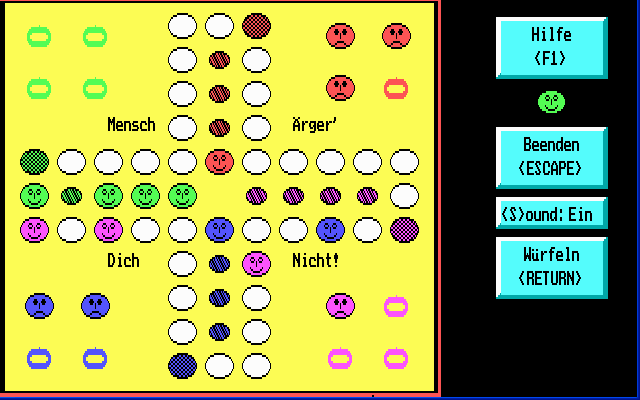 Mensch Ärger'
Dich Nicht!
Hilfe
<F1>
Beenden
<ESCAPE>
<S>ound: Ein
Würfeln
<RETURN>